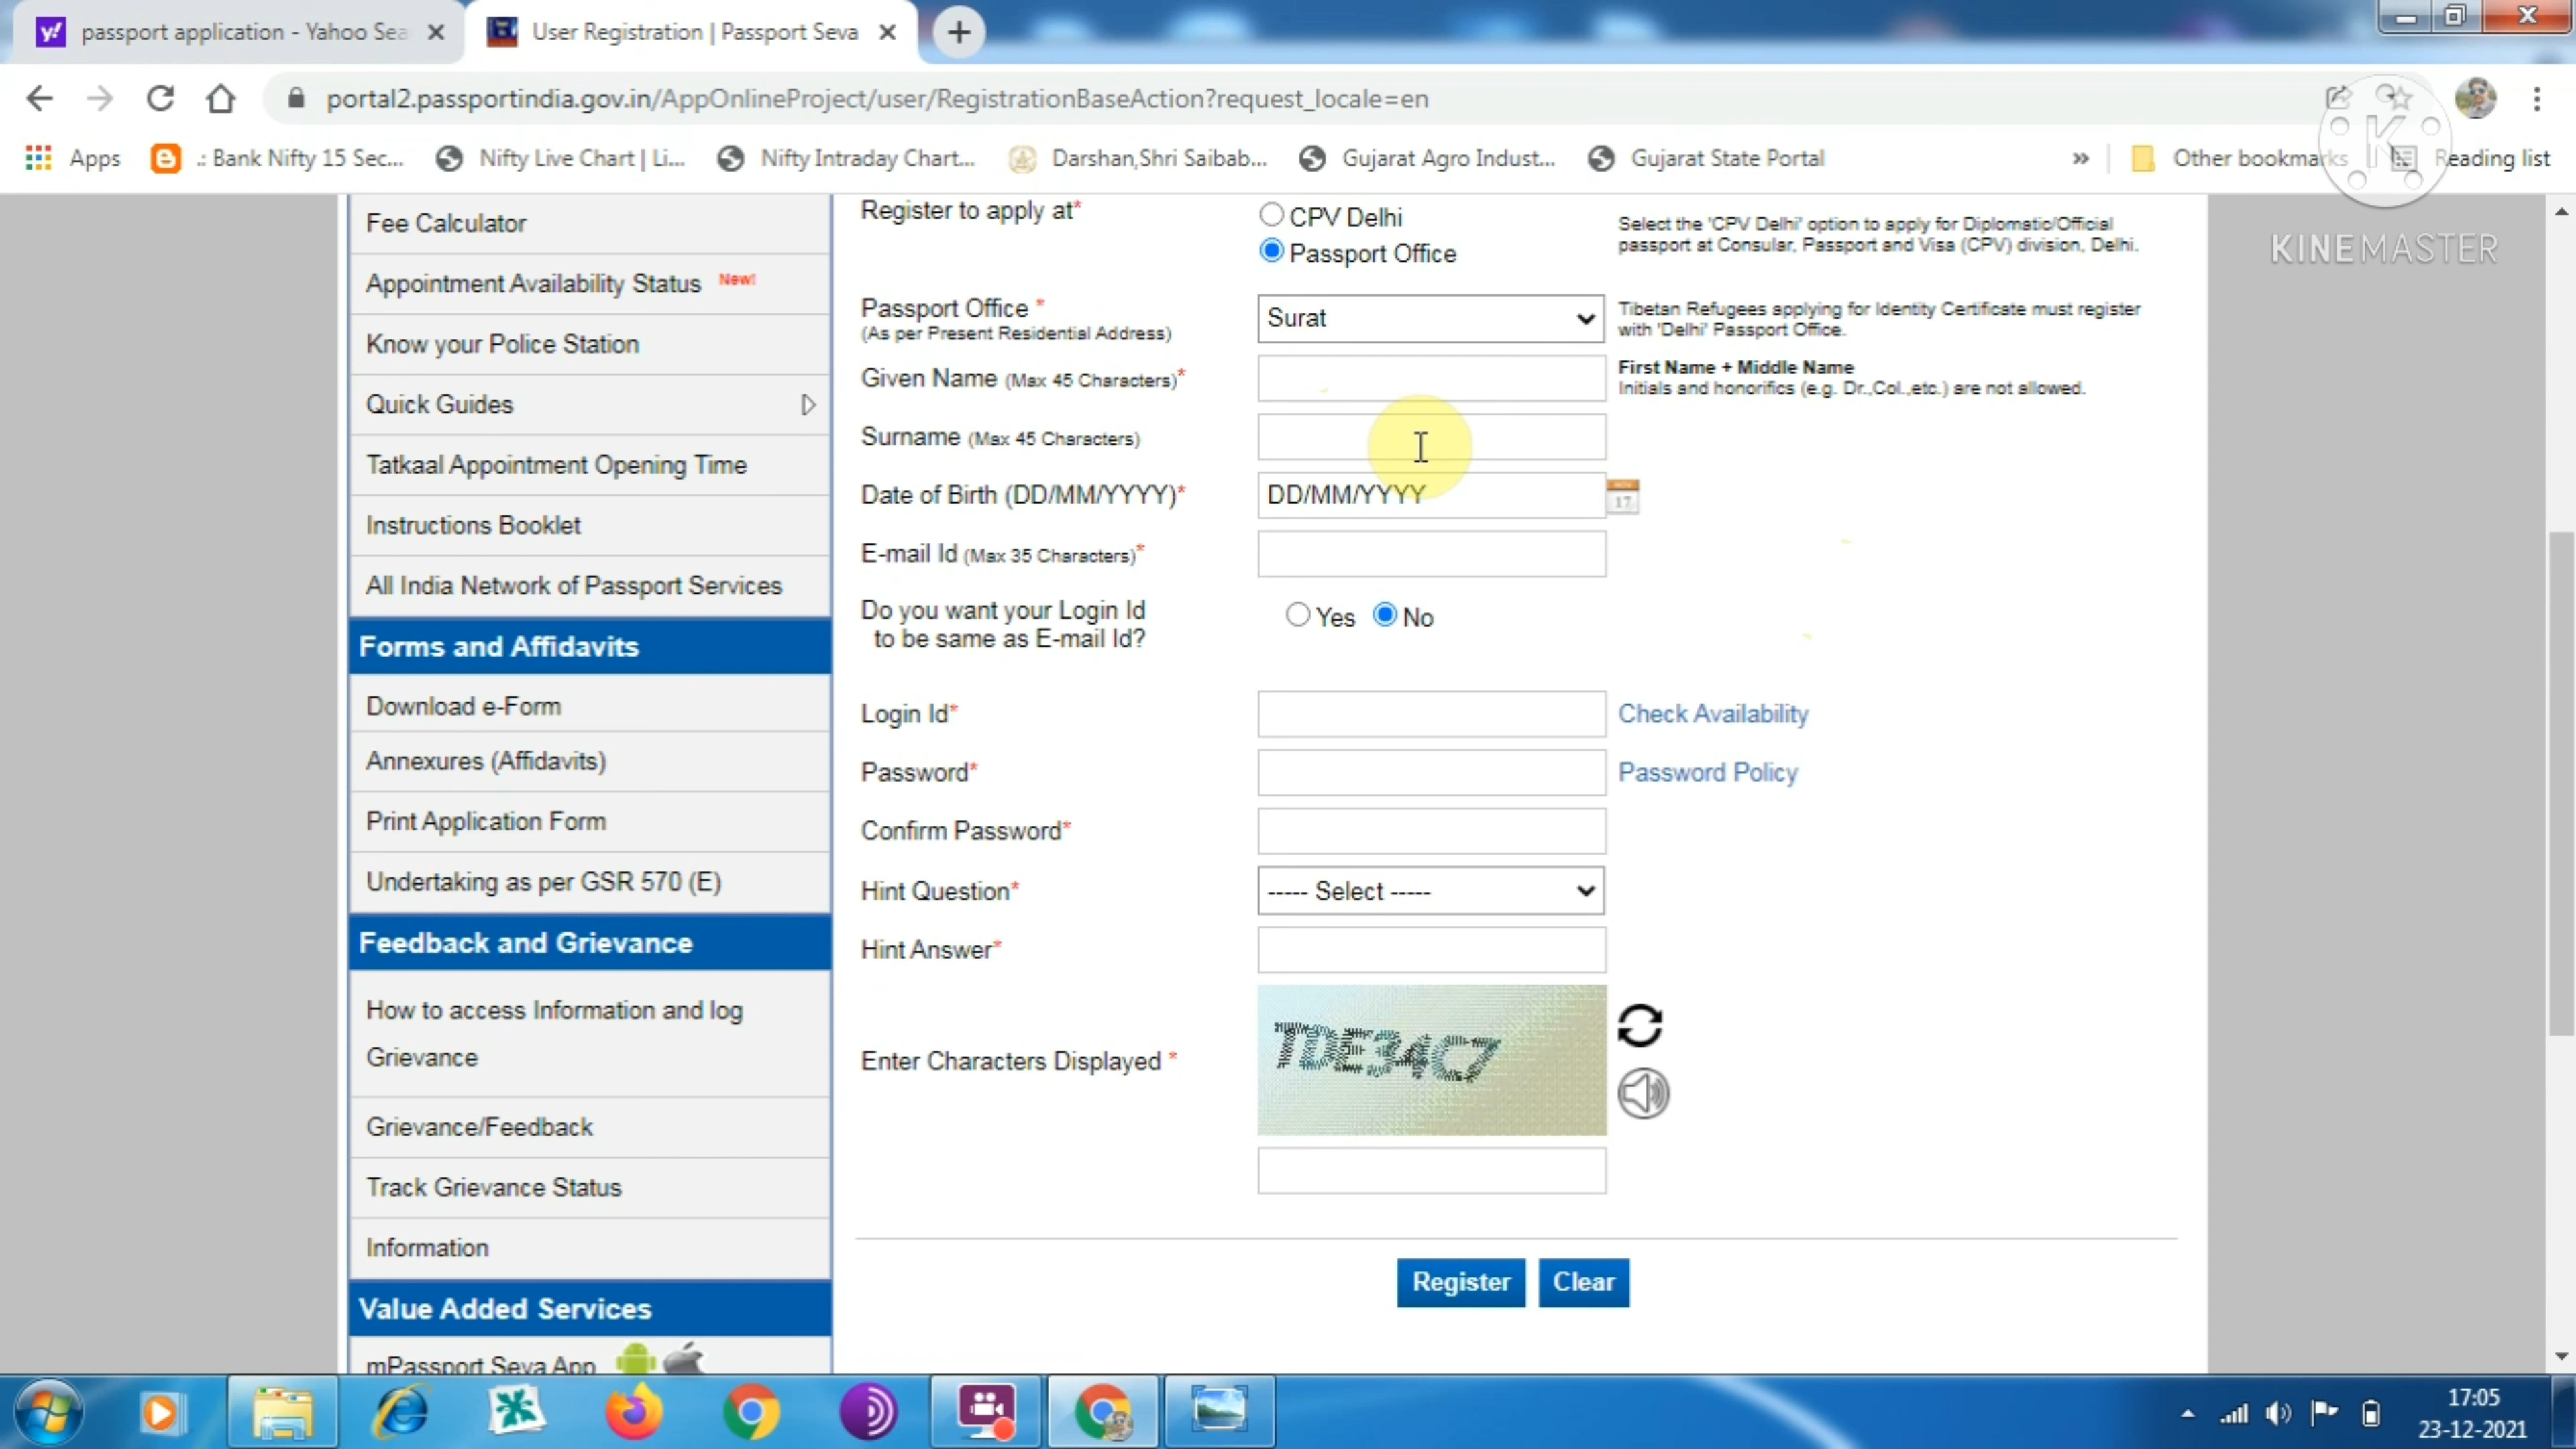 passport application - Yahoo Sea
User Registration | Passport Seva
portal2.passportindia.gov.in/AppOnlineProject/user/RegistrationBaseAction?request_locale=en
Apps
.: Bank Nifty 15 Sec...
Nifty Live Chart | Li...
Nifty Intraday Chart...
Darshan,Shri Saibab...
Gujarat Agro Indust...
Gujarat State Portal
»
Other bookmarks
Reading list
K
KINEMASTER
Fee Calculator
Appointment Availability Status New!
Know your Police Station
Quick Guides
Tatkaal Appointment Opening Time
Instructions Booklet
All India Network of Passport Services
Forms and Affidavits
Download e-Form
Annexures (Affidavits)
Print Application Form
Undertaking as per GSR 570 (E)
Feedback and Grievance
How to access Information and log
Grievance
Grievance/Feedback
Track Grievance Status
Information
Value Added Services
mPassport Seva App
Register to apply at*
CPV Delhi
Passport Office
Select the 'CPV Delhi' option to apply for Diplomatic/Official
passport at Consular, Passport and Visa (CPV) division, Delhi.
Passport Office *
(As per Present Residential Address)
Surat
Tibetan Refugees applying for Identity Certificate must register
with 'Delhi' Passport Office.
Given Name (Max 45 Characters)*
First Name + Middle Name
Initials and honorifics (e.g. Dr.,Col.,etc.) are not allowed.
Surname (Max 45 Characters)
Date of Birth (DD/MM/YYYY)*
DD/MM/YYYY
NOV
17
E-mail Id (Max 35 Characters)*
Do you want your Login Id
to be same as E-mail Id?
Yes
No
Login Id*
Check Availability
Password*
Password Policy
Confirm Password*
Hint Question*
----- Select -----
Hint Answer*
Enter Characters Displayed *
TDE34C7
Register
Clear
17:05
23-12-2021